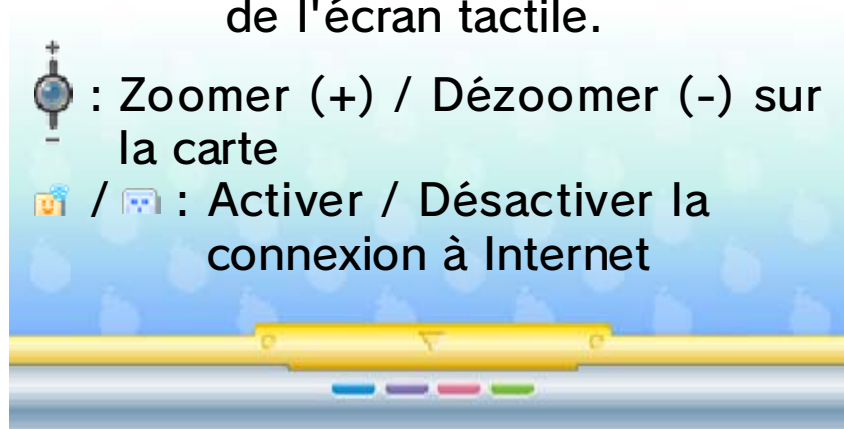 de l'écran tactile.
+
: Zoomer (+) / Dézoomer (-) sur
−
la carte
/ : Activer / Désactiver la
connexion à Internet